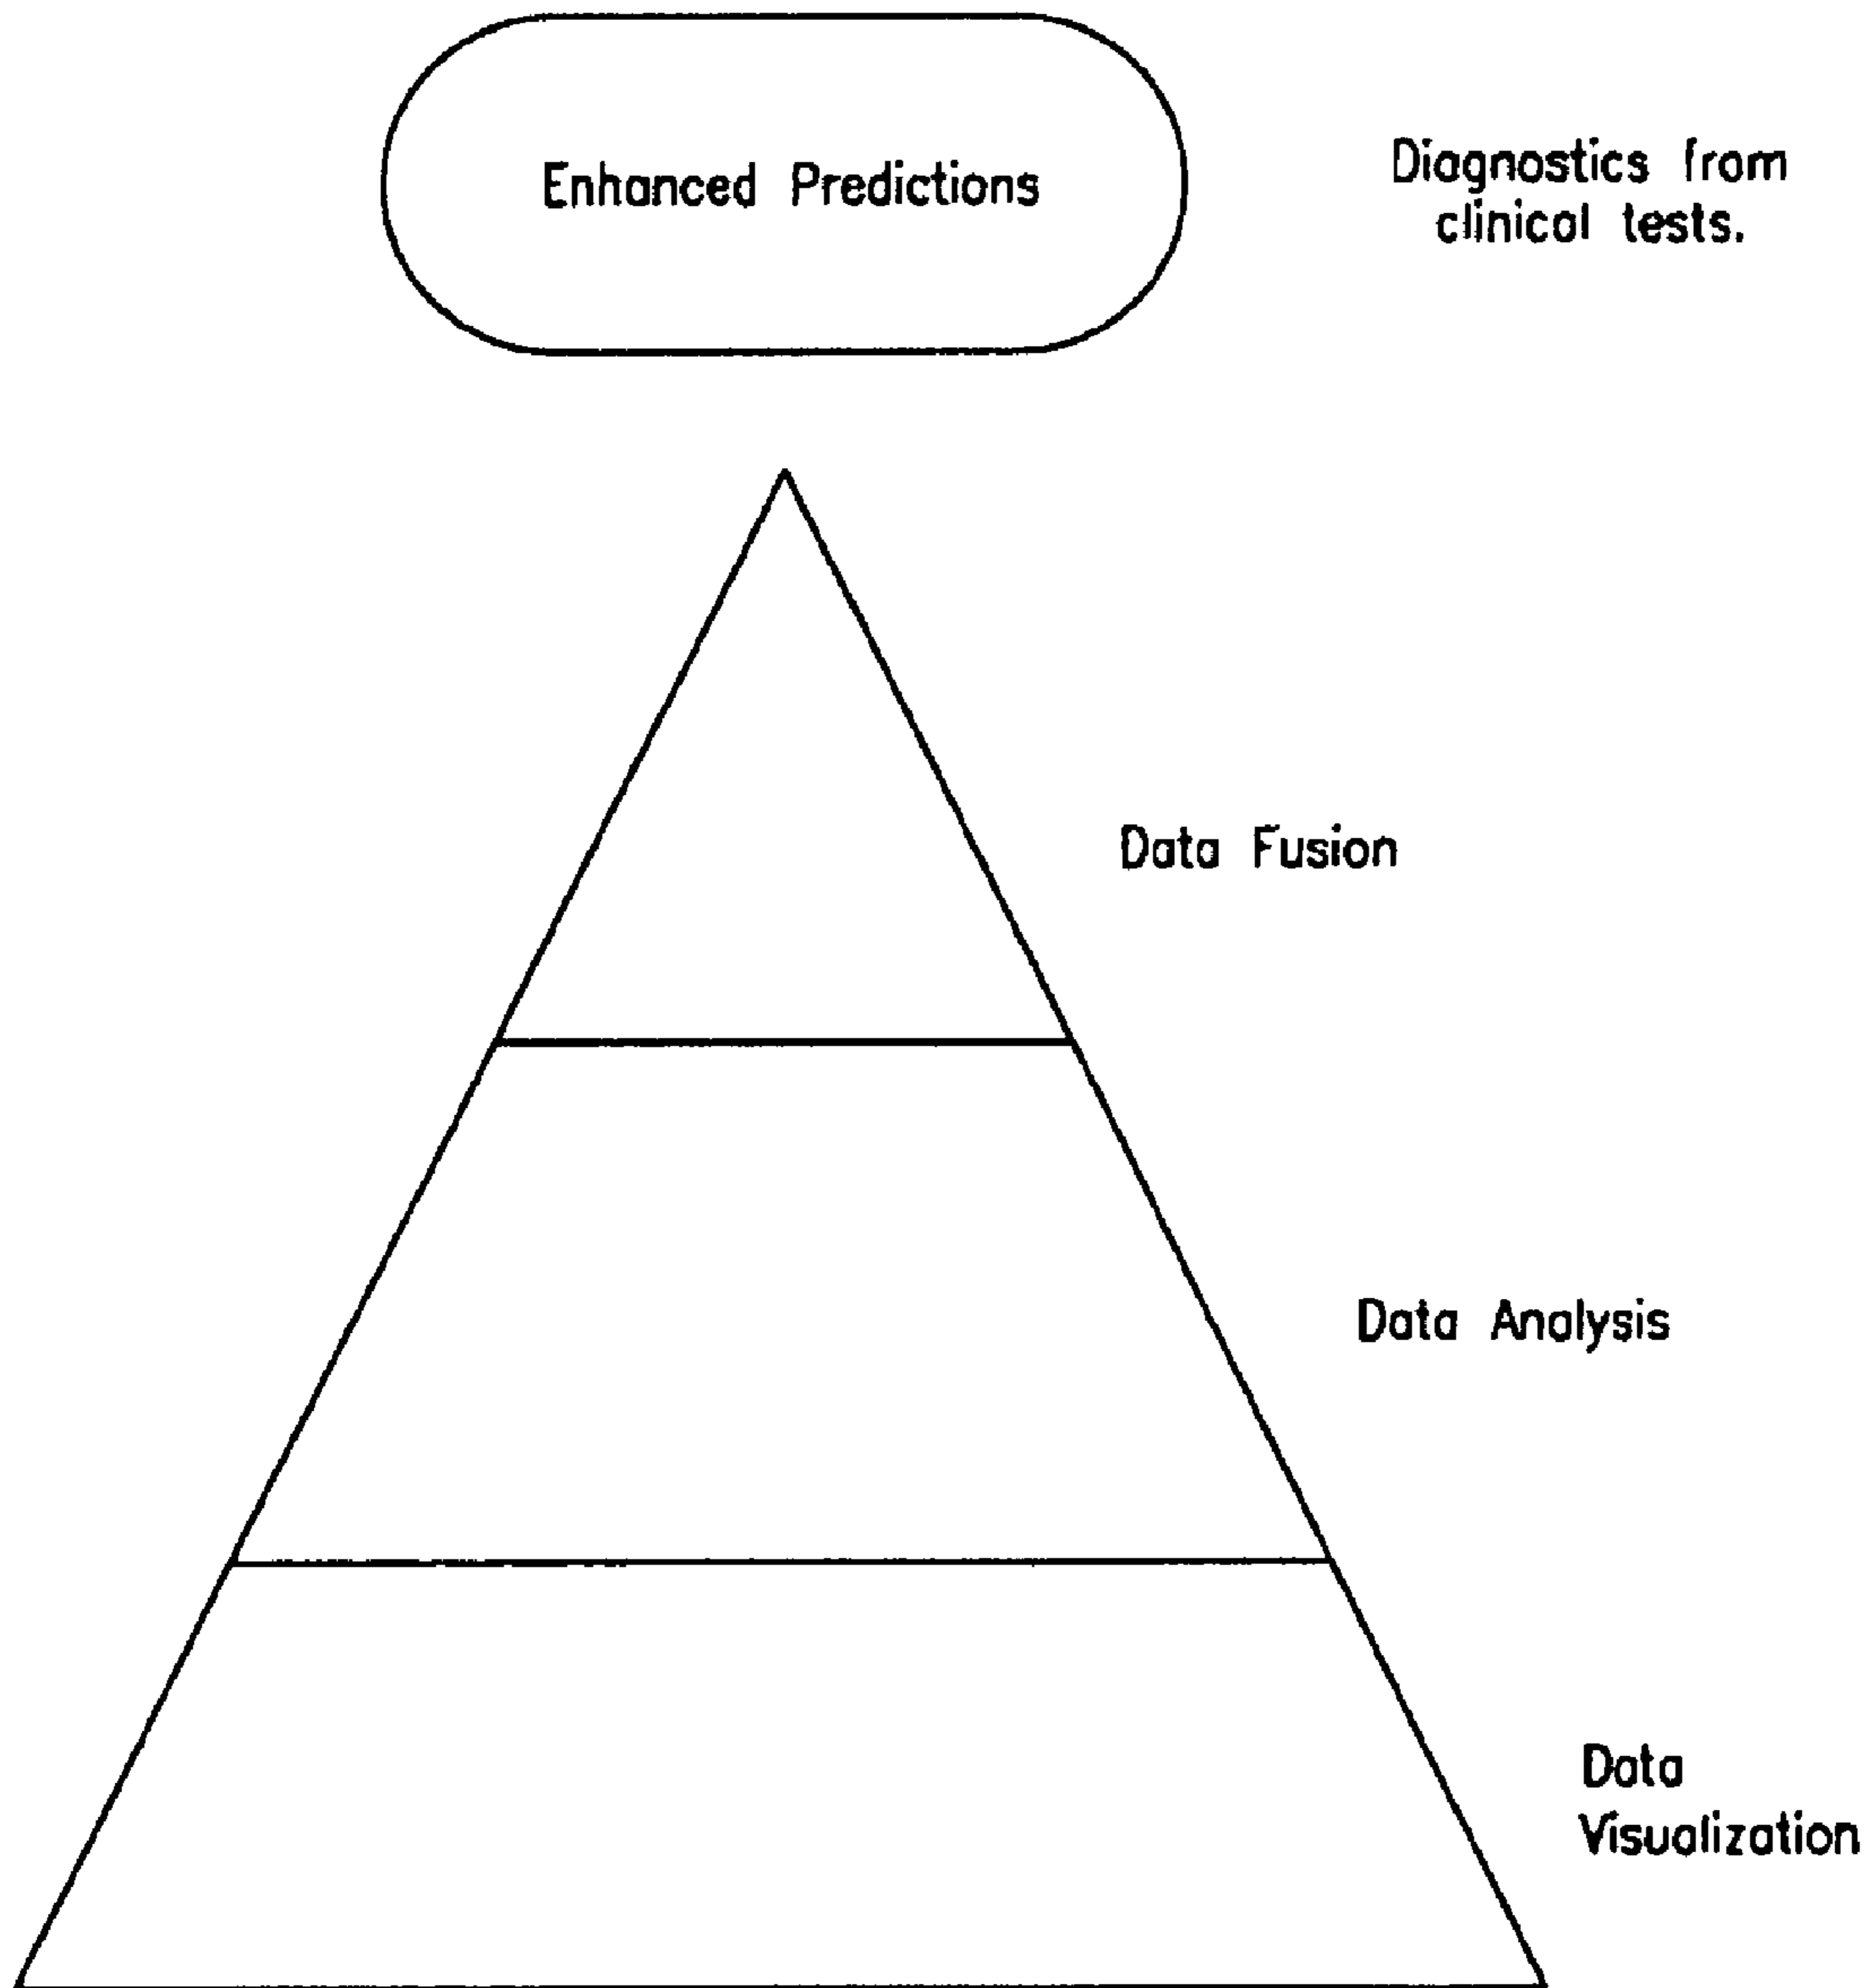 Enhanced Predictions
Diagnostics from
clinical tests.
Data Fusion
Data Analysis
Data
Visualization